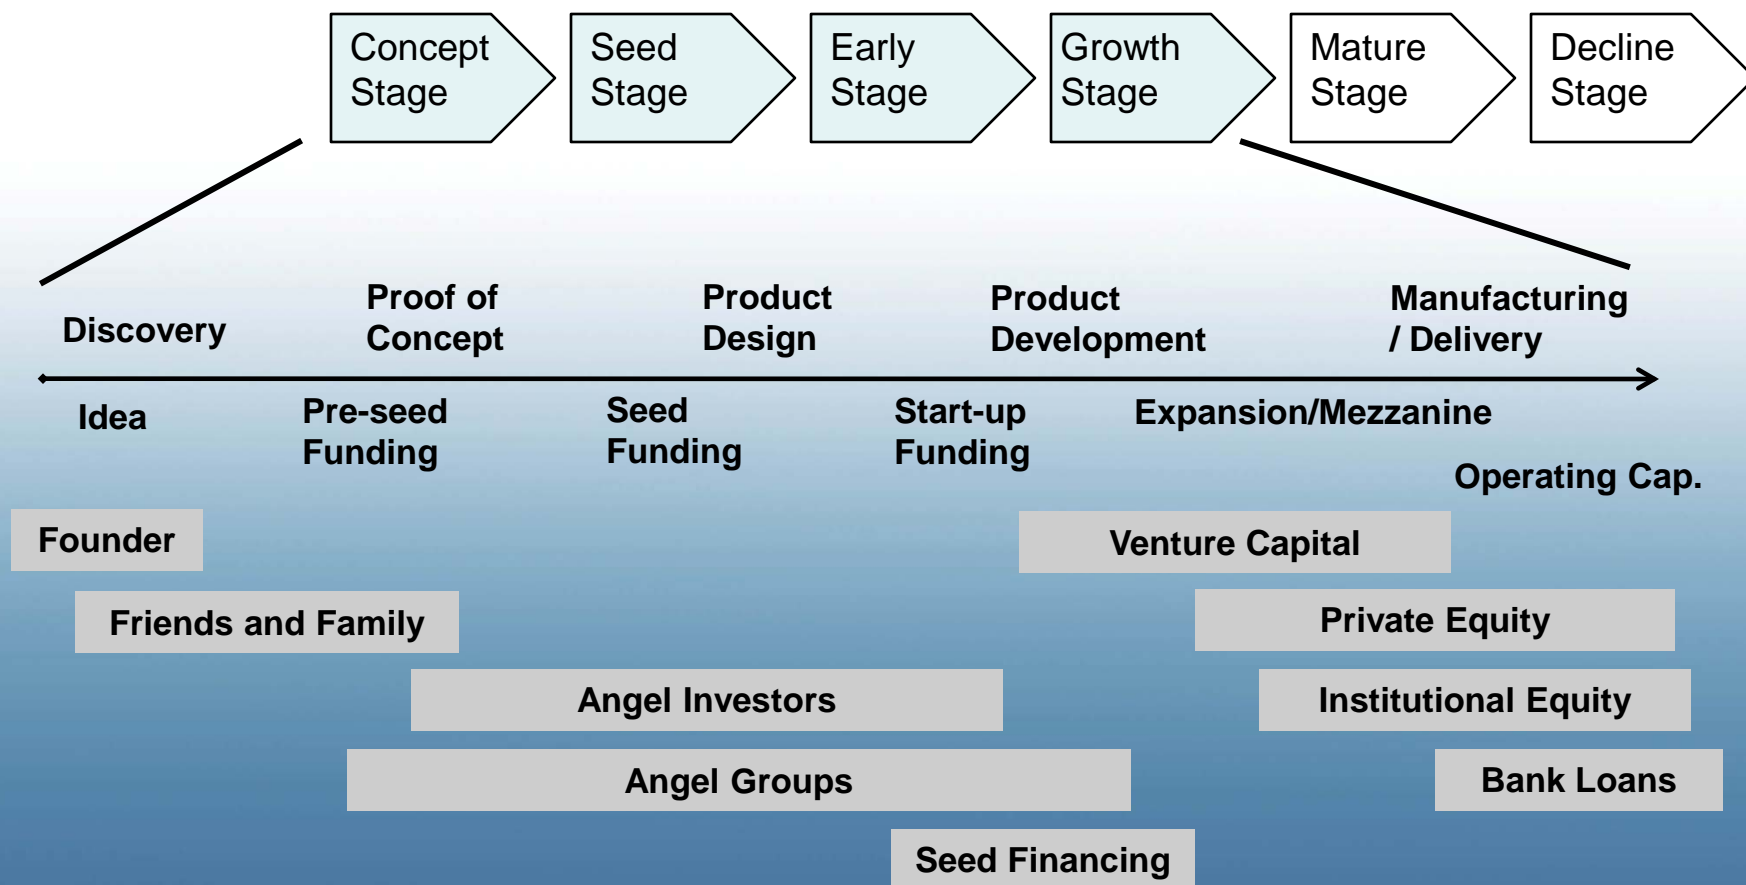 Concept
Stage
Seed
Stage
Early
Stage
Growth
Stage
Mature
Stage
Decline
Stage
Discovery
Proof of
Concept
Product
Design
Product
Development
Manufacturing
/ Delivery
Idea
Pre-seed
Funding
Seed
Funding
Start-up
Funding
Expansion/Mezzanine
Operating Cap.
Founder
Venture Capital
Friends and Family
Private Equity
Angel Investors
Institutional Equity
Angel Groups
Bank Loans
Seed Financing